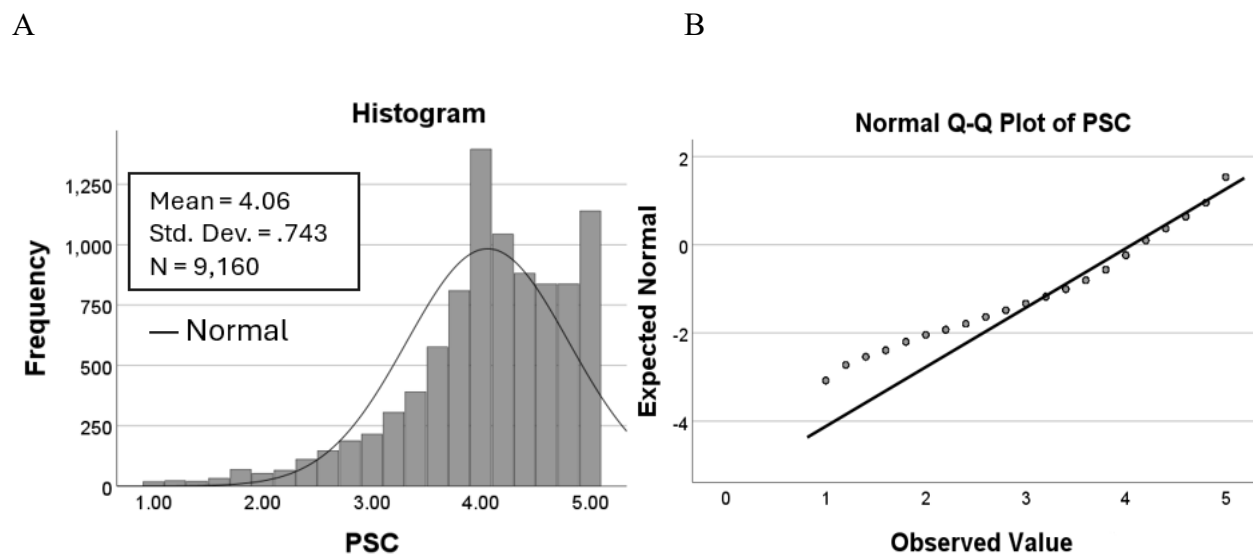 A
B
Histogram
Mean = 4.06
Std. Dev. = .743
N = 9,160
— Normal
Frequency
1,250
1,000
750
500
250
0
1.00 2.00 3.00 4.00 5.00
PSC
Normal Q-Q Plot of PSC
Expected Normal
2
0
-2
-4
0 1 2 3 4 5
Observed Value